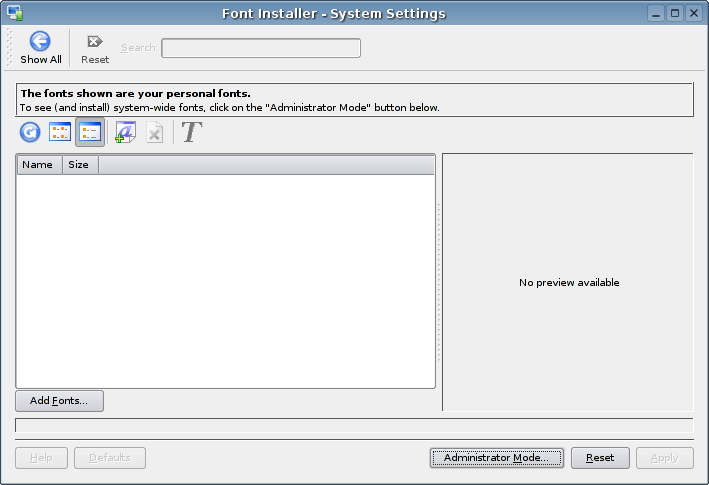 Font Installer - System Settings
Show All
Reset
Search:
The fonts shown are your personal fonts.
To see (and install) system-wide fonts, click on the "Administrator Mode" button below.
Name Size
No preview available
Add Fonts...
Help Defaults Administrator Mode... Reset Apply